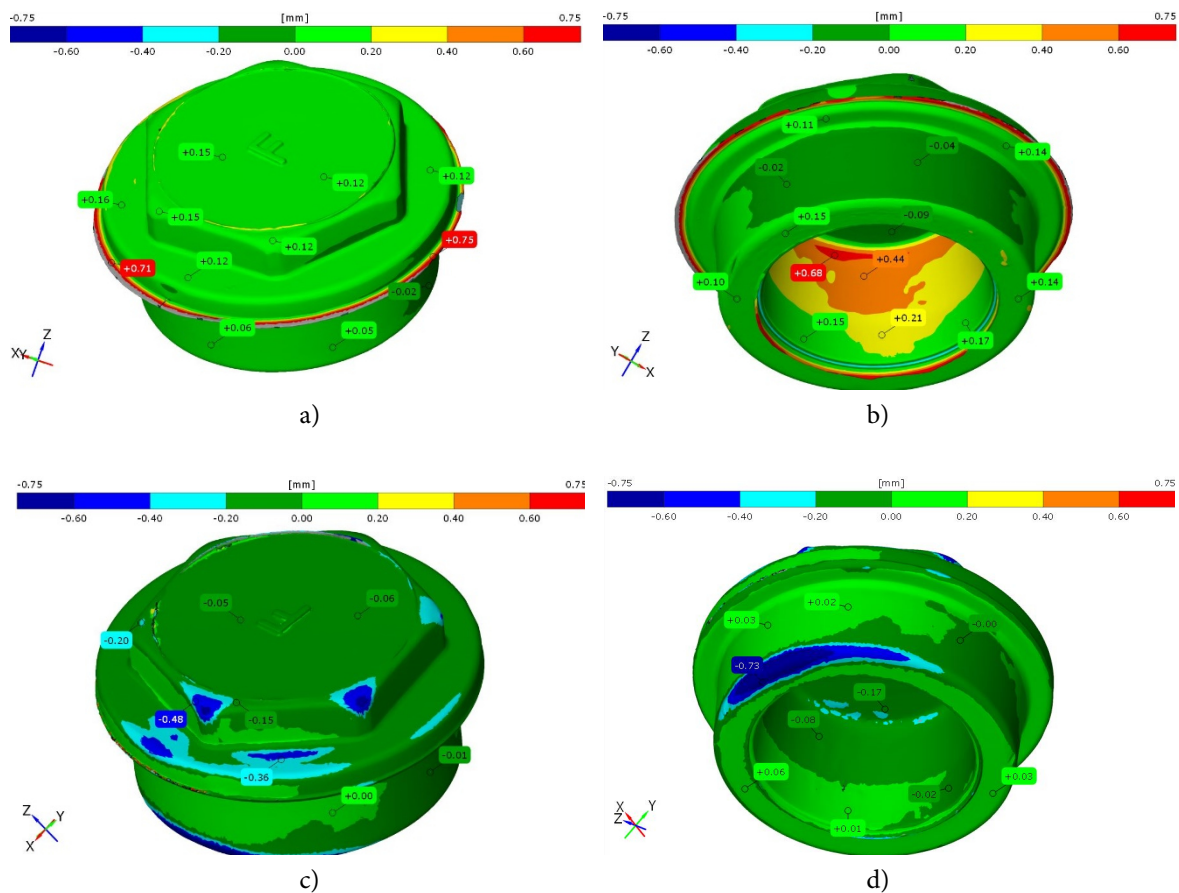 -0.75 [mm] 0.75
-0.60 -0.40 -0.20 0.00 0.20 0.40 0.60
+0.15
F
+0.12
+0.12
+0.16
+0.15
+0.12
+0.75
+0.71
+0.12
-0.02
+0.06
+0.05
Z
XY
a)
-0.75 [mm] 0.75
-0.60 -0.40 -0.20 0.00 0.20 0.40 0.60
+0.11
+0.14
-0.04
-0.02
+0.15
-0.09
+0.68
+0.44
+0.10
+0.14
+0.21
+0.15
+0.17
Z
Y
X
b)
-0.75 [mm] 0.75
-0.60 -0.40 -0.20 0.00 0.20 0.40 0.60
-0.05
-0.06
F
-0.20
-0.48
-0.15
-0.36
-0.01
+0.00
Z
Y
X
c)
-0.75 [mm] 0.75
-0.60 -0.40 -0.20 0.00 0.20 0.40 0.60
+0.02
+0.03
-0.00
-0.73
-0.17
-0.08
+0.06
+0.03
-0.02
+0.01
X
Y
Z
d)